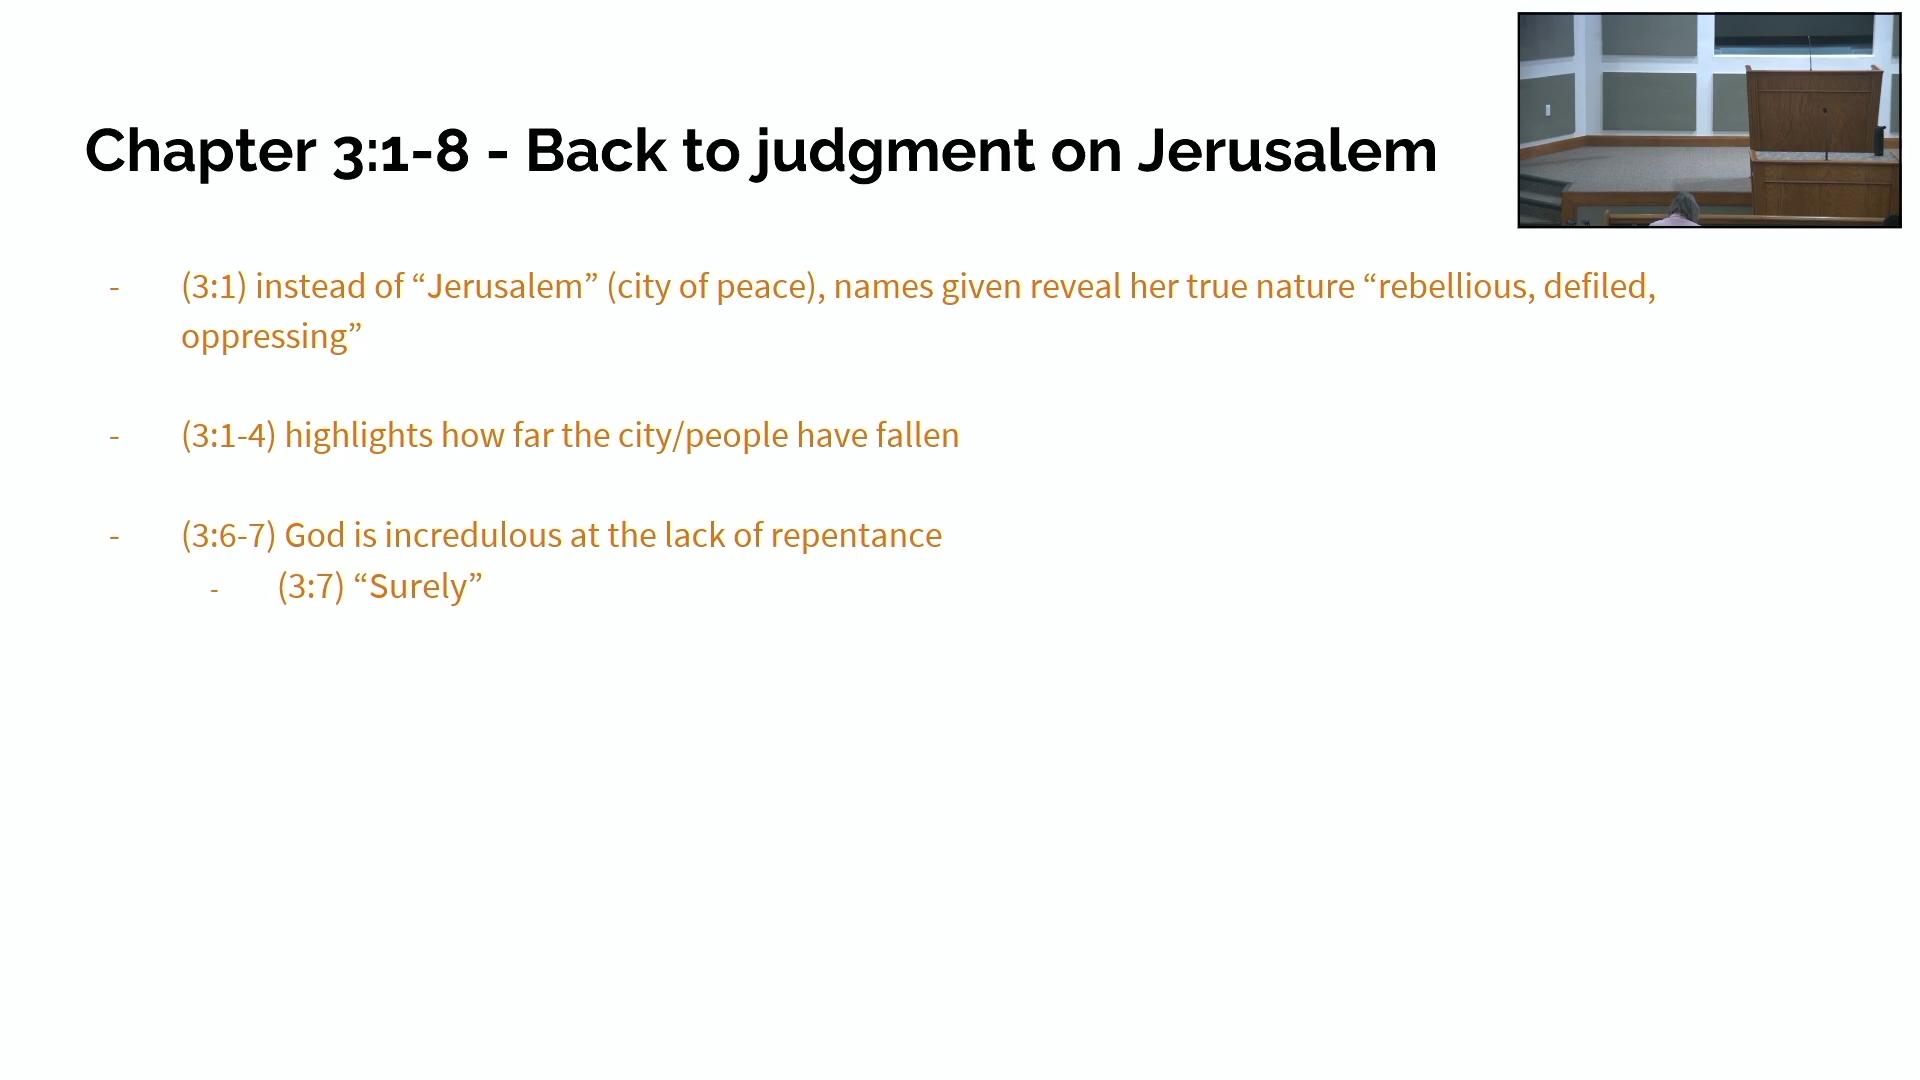 Chapter 3:1-8 - Back to judgment on Jerusalem
- (3:1) instead of “Jerusalem” (city of peace), names given reveal her true nature “rebellious, defiled,
oppressing”
- (3:1-4) highlights how far the city/people have fallen
- (3:6-7) God is incredulous at the lack of repentance
- (3:7) “Surely”